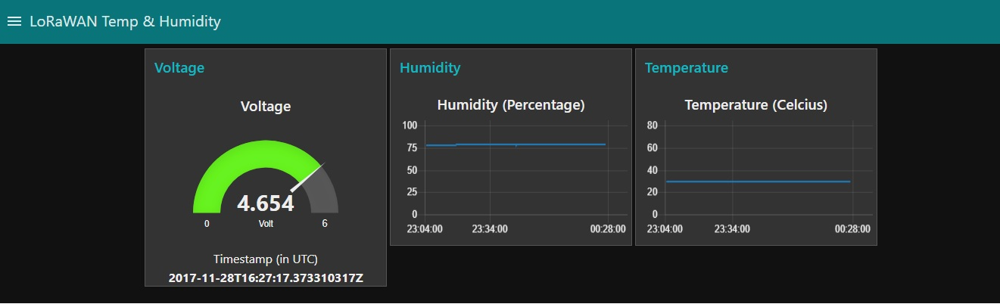 LoRaWAN Temp & Humidity
Voltage
Voltage
4.654
0 Volt 6
Timestamp (in UTC)
2017-11-28T16:27:17.373310317Z
Humidity
Humidity (Percentage)
100
75
50
25
0
23:04:00 23:34:00 00:28:00
Temperature
Temperature (Celcius)
80
60
40
20
0
23:04:00 23:34:00 00:28:00